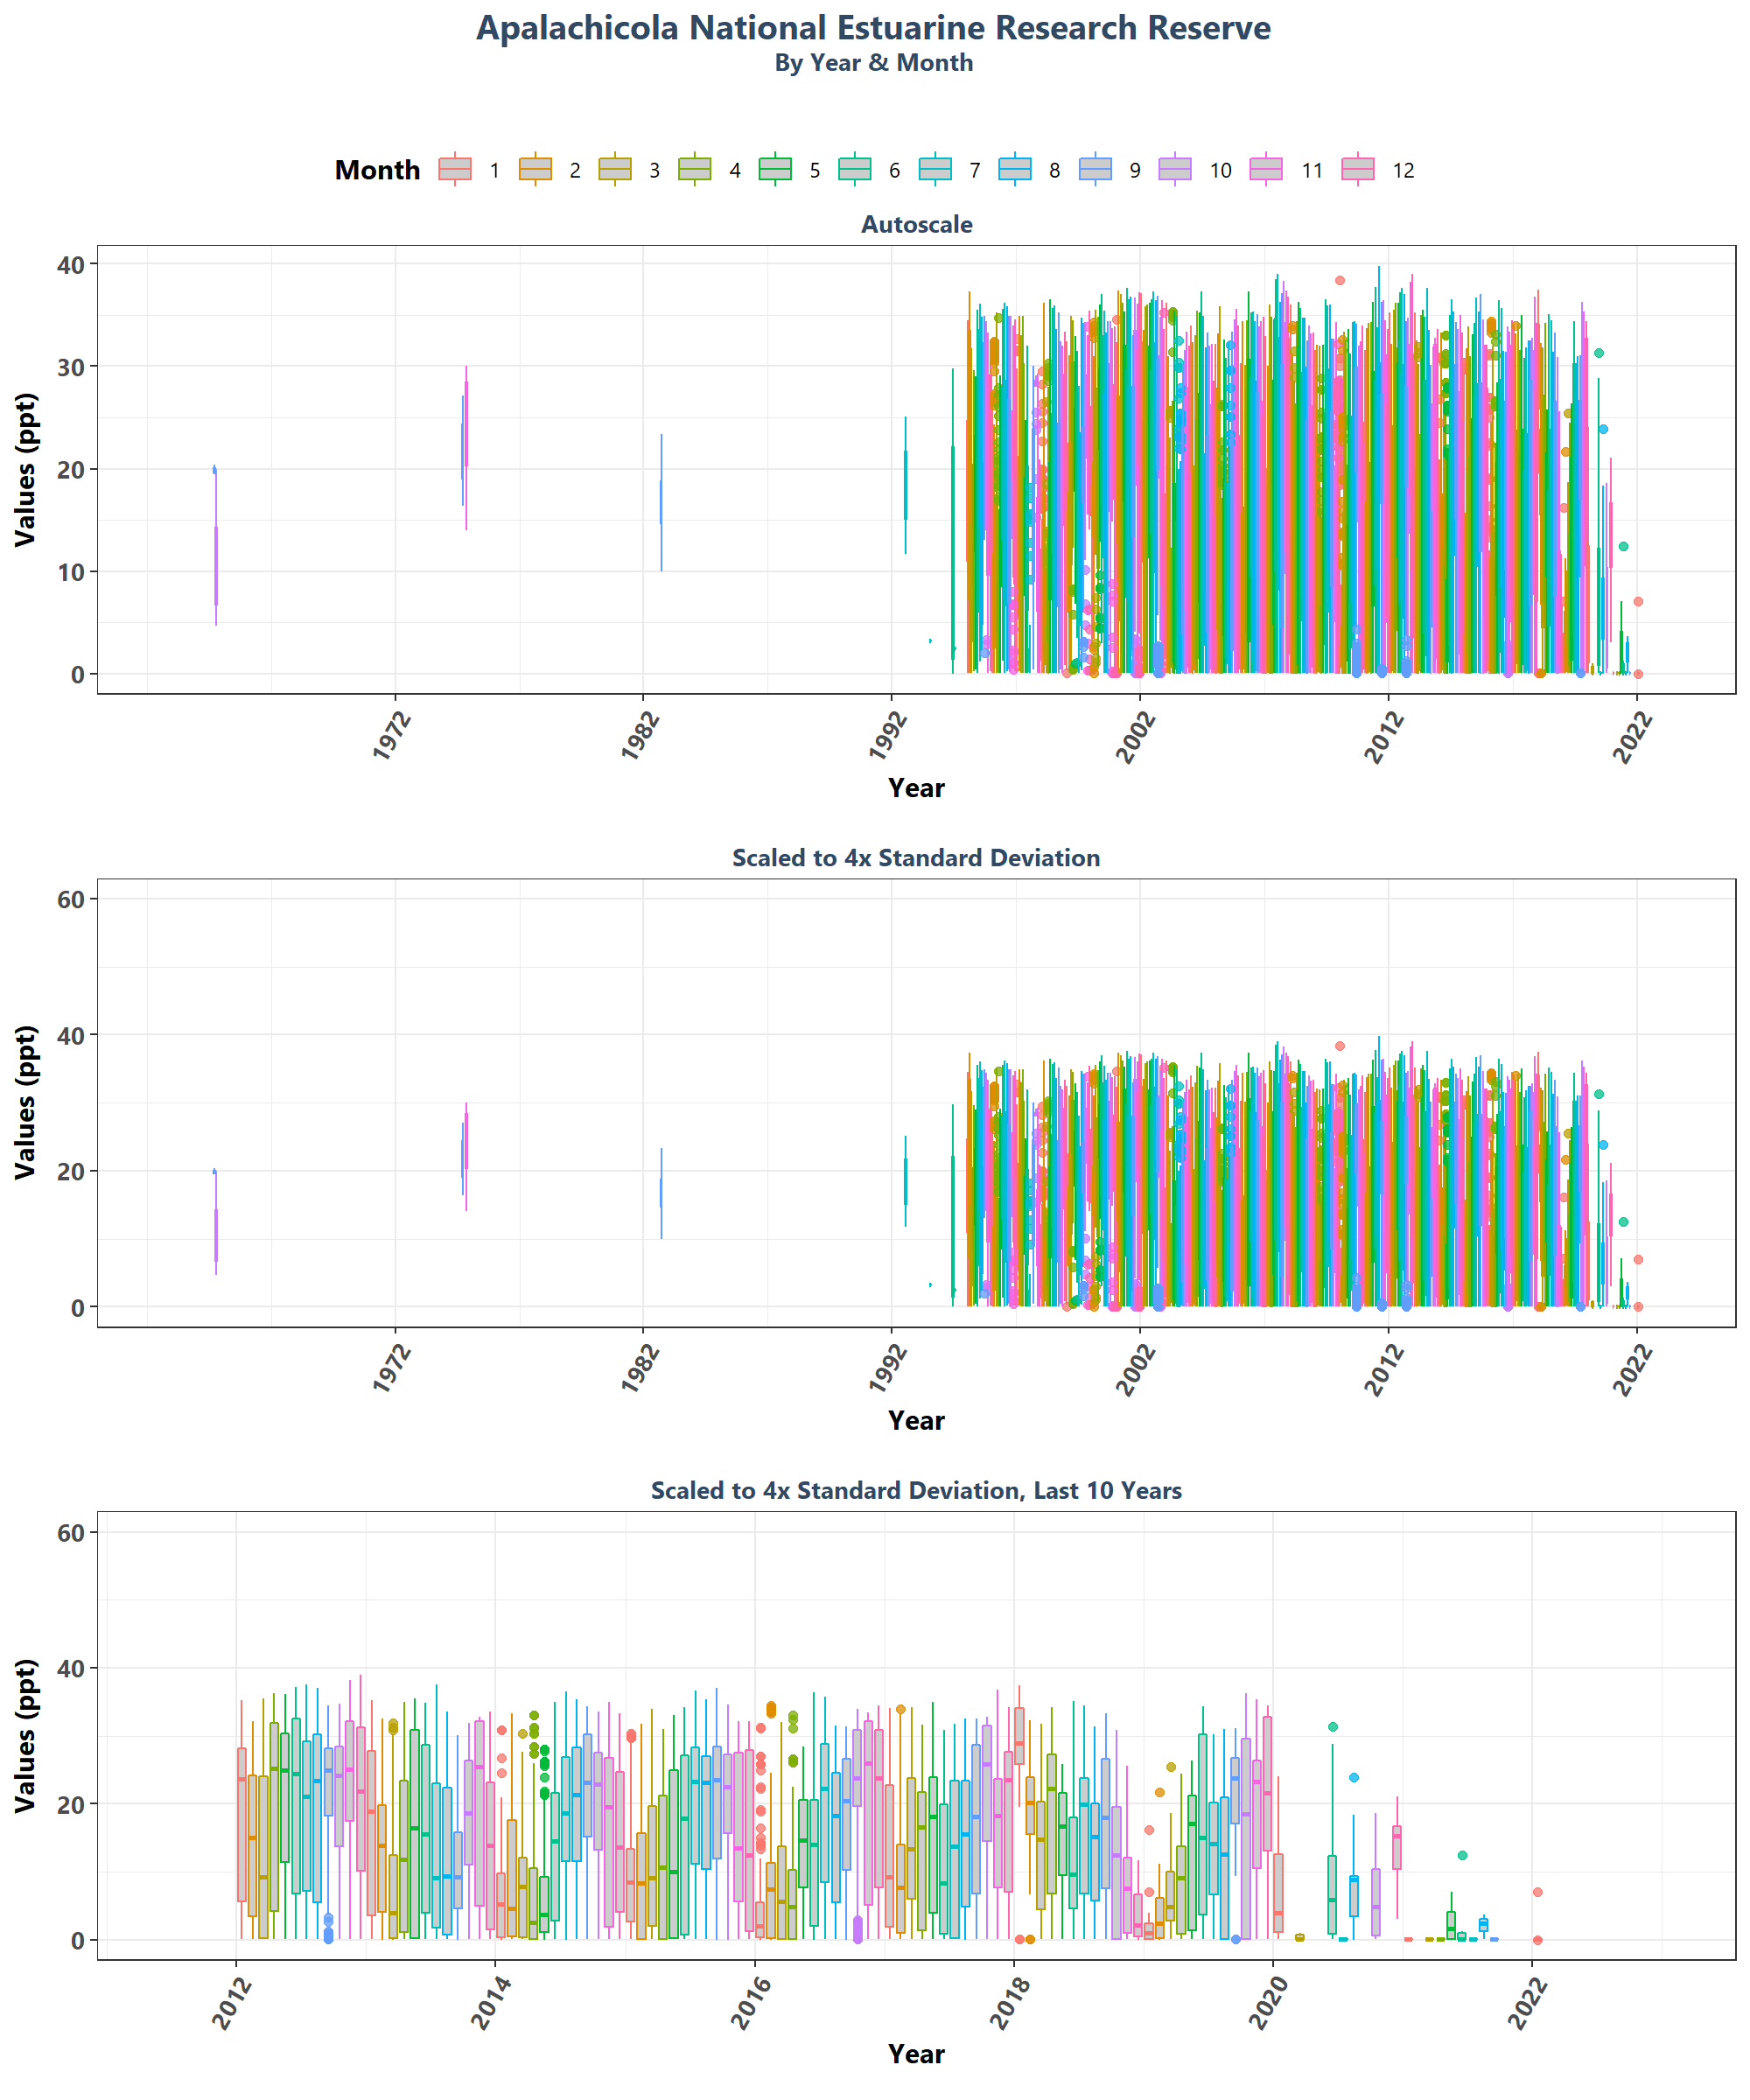 Apalachicola National Estuarine Research Reserve
By Year & Month
Month 1 2 3 4 5 6 7 8 9 10 11 12
Autoscale
Values (ppt)
40
30
20
10
0
1972 1982 1992 2002 2012 2022
Year
Scaled to 4x Standard Deviation
Values (ppt)
60
40
20
0
1972 1982 1992 2002 2012 2022
Year
Scaled to 4x Standard Deviation, Last 10 Years
Values (ppt)
60
40
20
0
2012 2014 2016 2018 2020 2022
Year